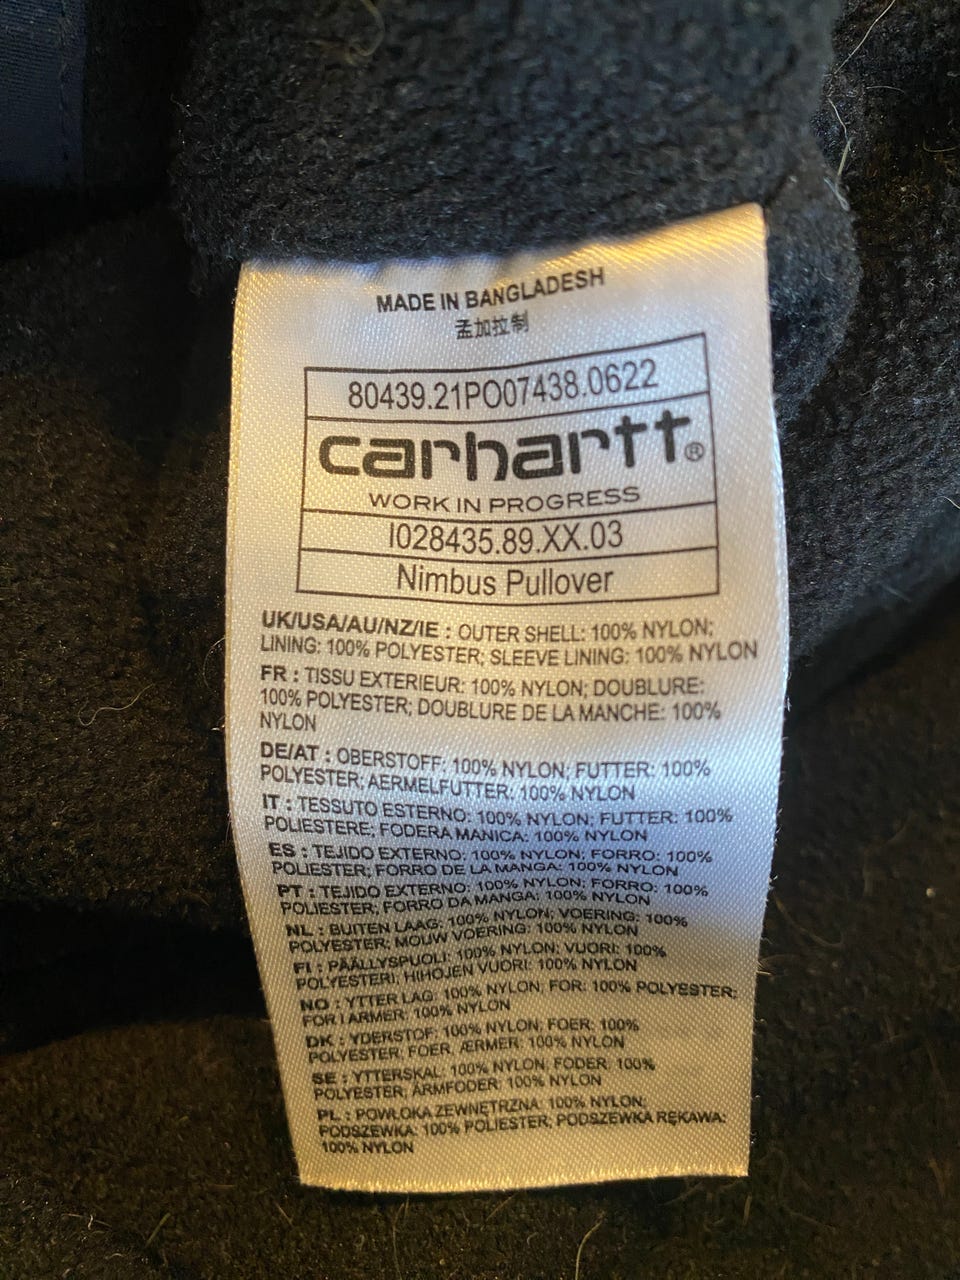 MADE IN BANGLADESH
孟加拉制
80439.21PO07438.0622
carhartt®
WORK IN PROGRESS
I028435.89.XX.03
Nimbus Pullover
UK/USA/AU/NZ/IE : OUTER SHELL: 100% NYLON;
LINING: 100% POLYESTER; SLEEVE LINING: 100% NYLON
FR : TISSU EXTERIEUR: 100% NYLON; DOUBLURE:
100% POLYESTER; DOUBLURE DE LA MANCHE: 100%
NYLON
DE/AT : OBERSTOFF: 100% NYLON; FUTTER: 100%
POLYESTER; AERMELFUTTER: 100% NYLON
IT : TESSUTO ESTERNO: 100% NYLON; FUTTER: 100%
POLIESTERE; FODERA MANICA: 100% NYLON
ES : TEJIDO EXTERNO: 100% NYLON; FORRO: 100%
POLIESTER; FORRO DE LA MANGA: 100% NYLON
PT : TEJIDO EXTERNO: 100% NYLON; FORRO: 100%
POLIESTER; FORRO DA MANGA: 100% NYLON
NL : BUITEN LAAG: 100% NYLON; VOERING: 100%
POLYESTER; MOUW VOERING: 100% NYLON
FI : PÄÄLLYSPUOLI: 100% NYLON; VUORI: 100%
POLYESTERI; HIHOJEN VUORI: 100% NYLON
NO : YTTER LAG: 100% NYLON; FOR: 100% POLYESTER;
FOR I ARMER: 100% NYLON
DK : YDERSTOF: 100% NYLON; FOER: 100%
POLYESTER; FOER, ÆRMER: 100% NYLON
SE : YTTERSKAL: 100% NYLON, FODER: 100%
POLYESTER; ÄRMFODER: 100% NYLON
PL : POWŁOKA ZEWNĘTRZNA: 100% NYLON;
PODSZEWKA: 100% POLIESTER; PODSZEWKA RĘKAWA:
100% NYLON